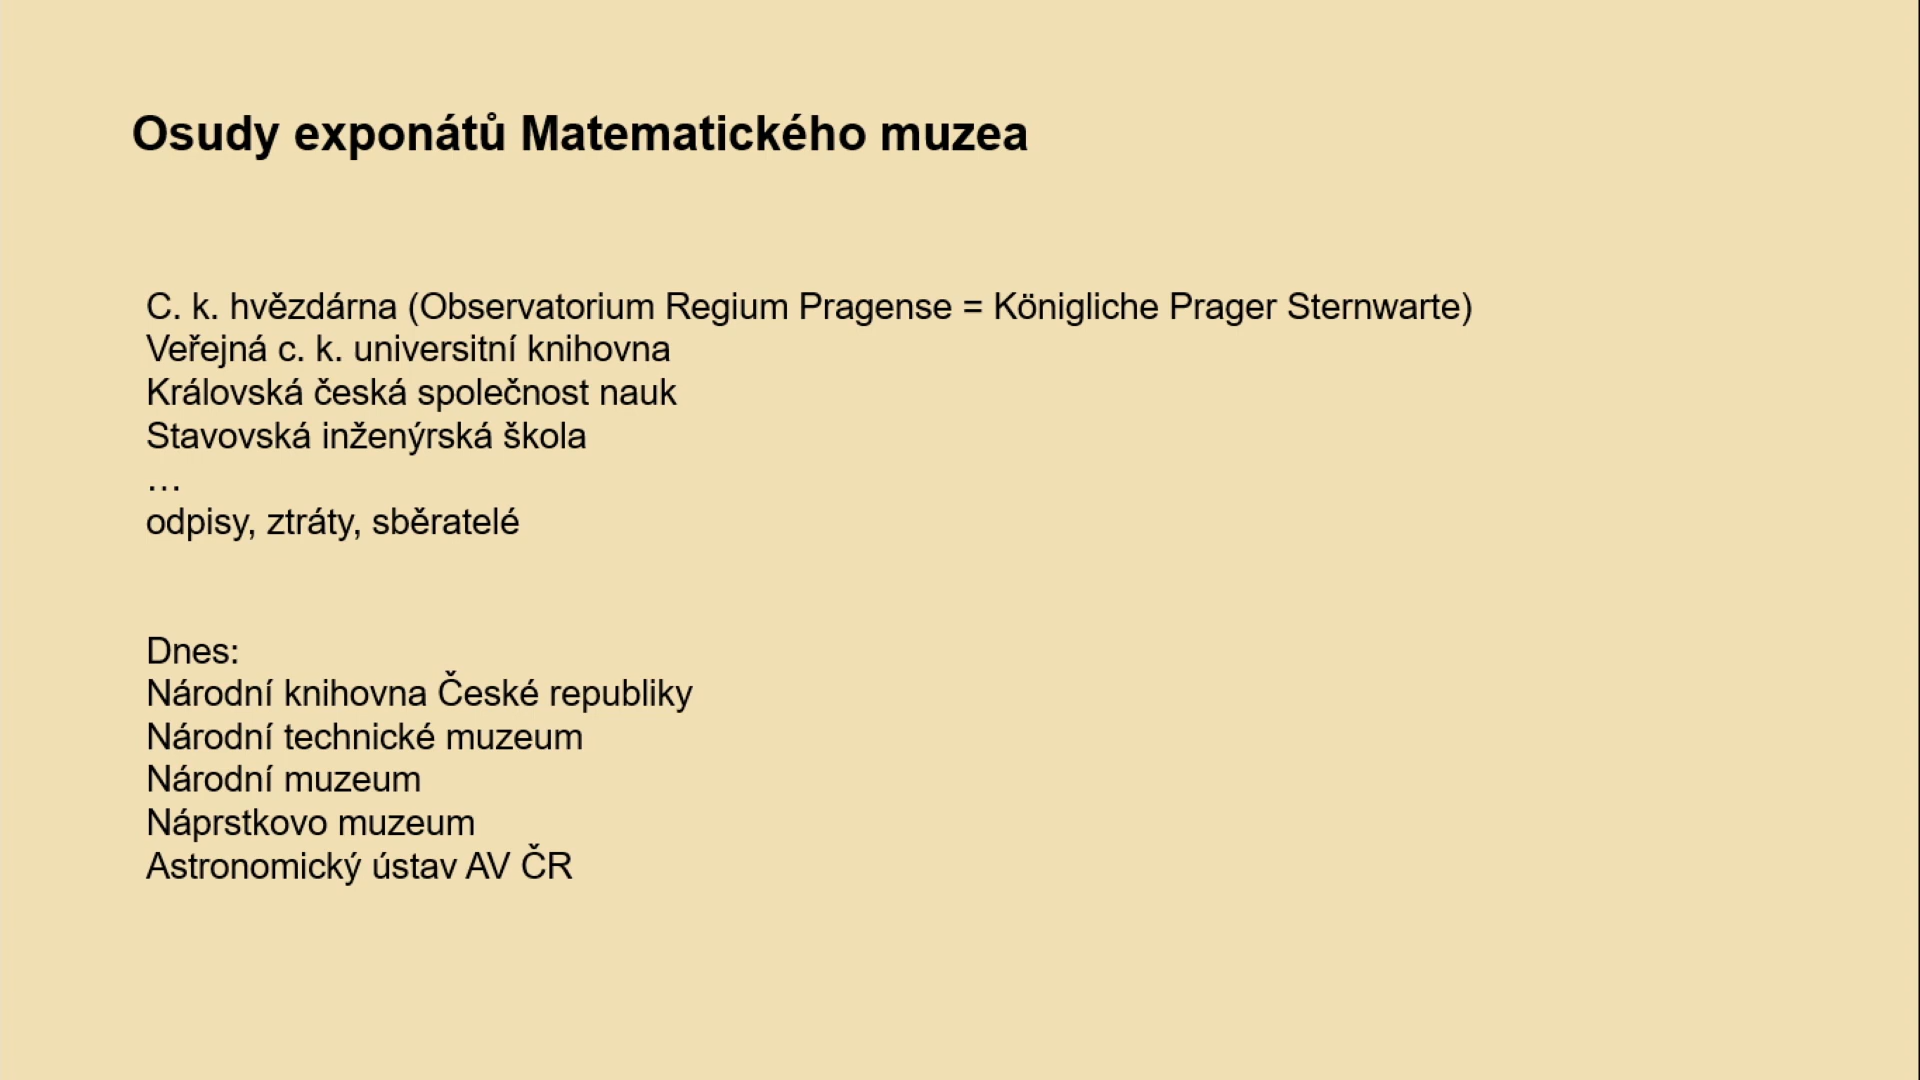 Osudy exponátů Matematického muzea
C. k. hvězdárna (Observatorium Regium Pragense = Königliche Prager Sternwarte)
Veřejná c. k. universitní knihovna
Královská česká společnost nauk
Stavovská inženýrská škola
…
odpisy, ztráty, sběratelé
Dnes:
Národní knihovna České republiky
Národní technické muzeum
Národní muzeum
Náprstkovo muzeum
Astronomický ústav AV ČR